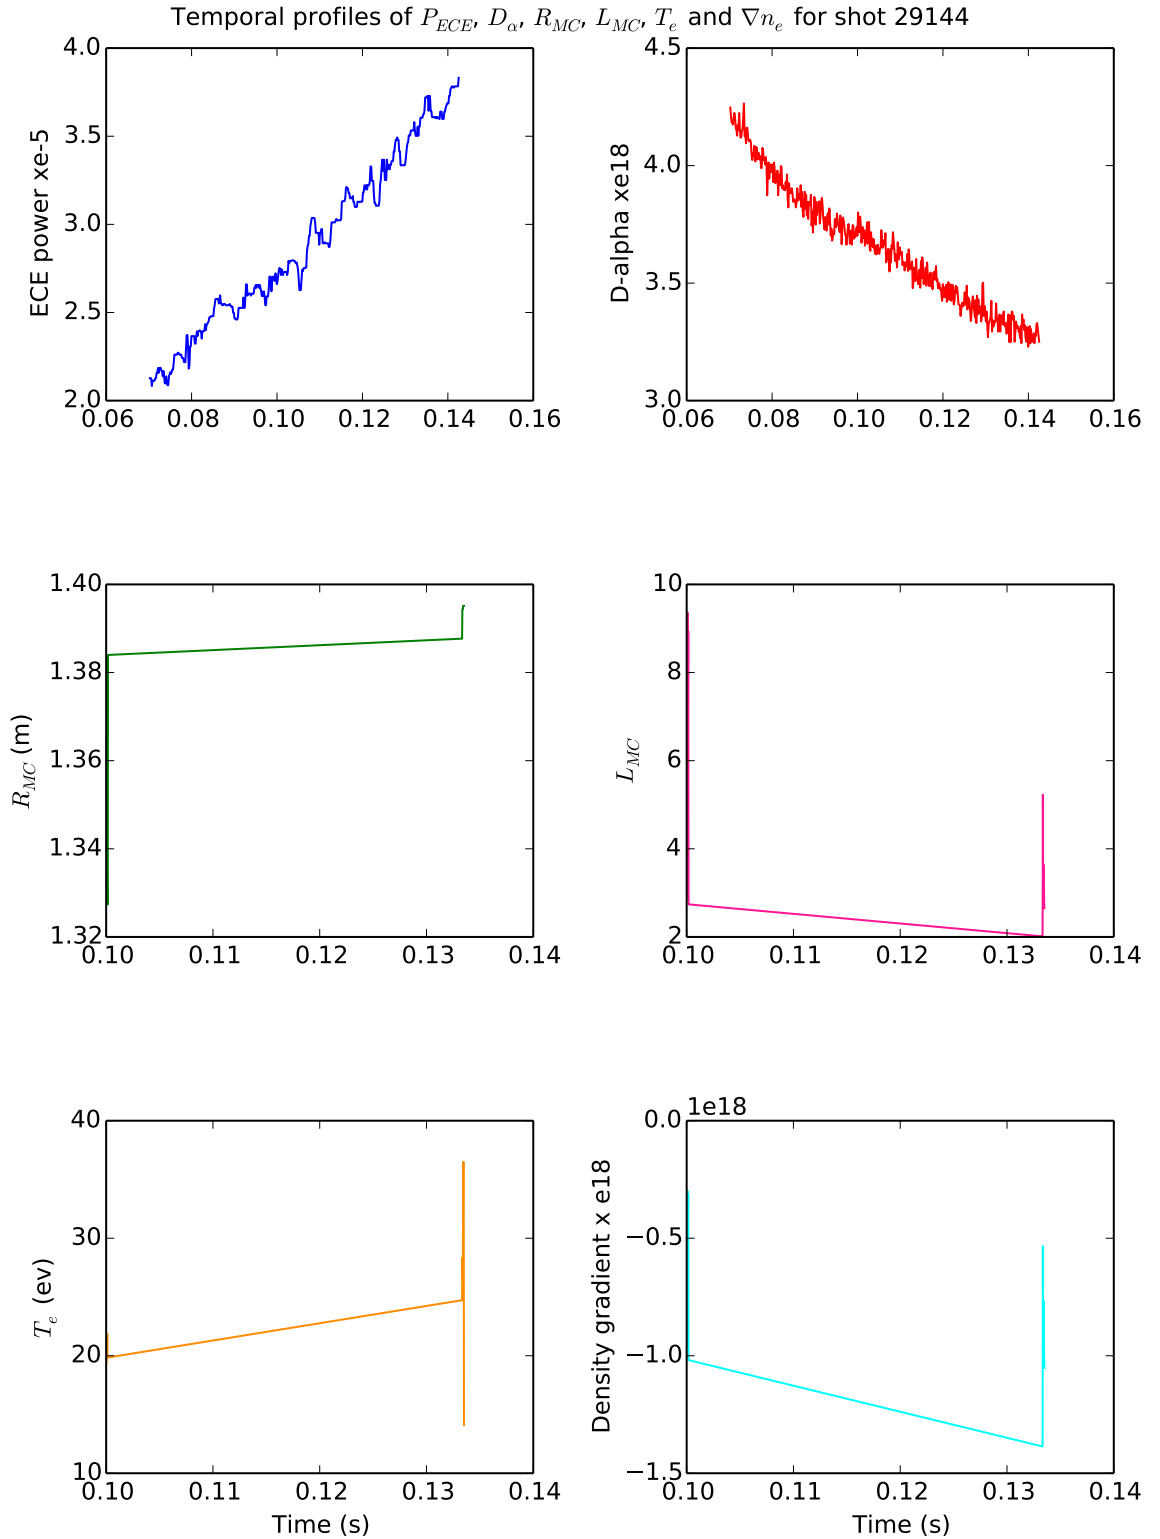 Temporal profiles of P_ECE, D_α, R_MC, L_MC, T_e and ∇n_e for shot 29144
ECE power xe-5
4.0
3.5
3.0
2.5
2.0
0.06 0.08 0.10 0.12 0.14 0.16
D-alpha xe18
4.5
4.0
3.5
3.0
0.06 0.08 0.10 0.12 0.14 0.16
R_MC (m)
1.40
1.38
1.36
1.34
1.32
0.10 0.11 0.12 0.13 0.14
L_MC
10
8
6
4
2
0.10 0.11 0.12 0.13 0.14
T_e (ev)
40
30
20
10
0.10 0.11 0.12 0.13 0.14
Time (s)
Density gradient x e18
1e18
0.0
−0.5
−1.0
−1.5
0.10 0.11 0.12 0.13 0.14
Time (s)